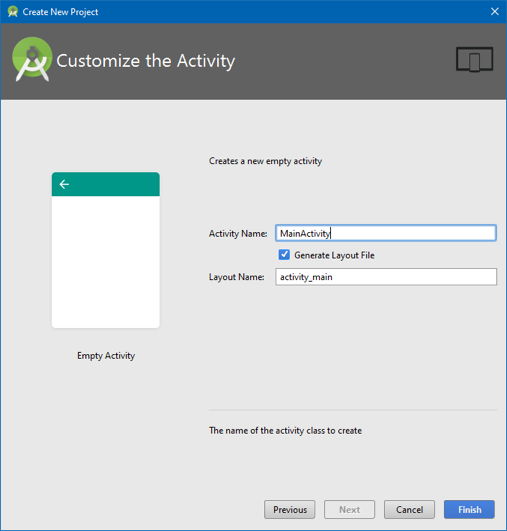 Create New Project
Customize the Activity
Creates a new empty activity
Activity Name: MainActivity
Generate Layout File
Layout Name: activity_main
Empty Activity
The name of the activity class to create
Previous Next Cancel Finish